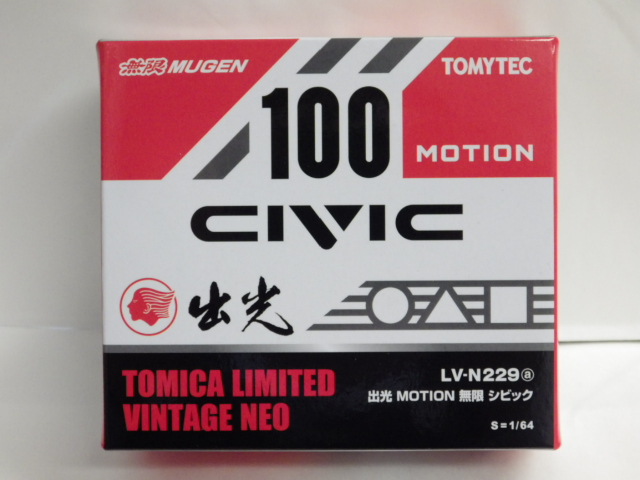 無限 MUGEN
TOMYTEC
100
MOTION
CIVIC
出光
TOMICA LIMITED
VINTAGE NEO
LV-N229ⓐ
出光 MOTION 無限 シビック
S=1/64